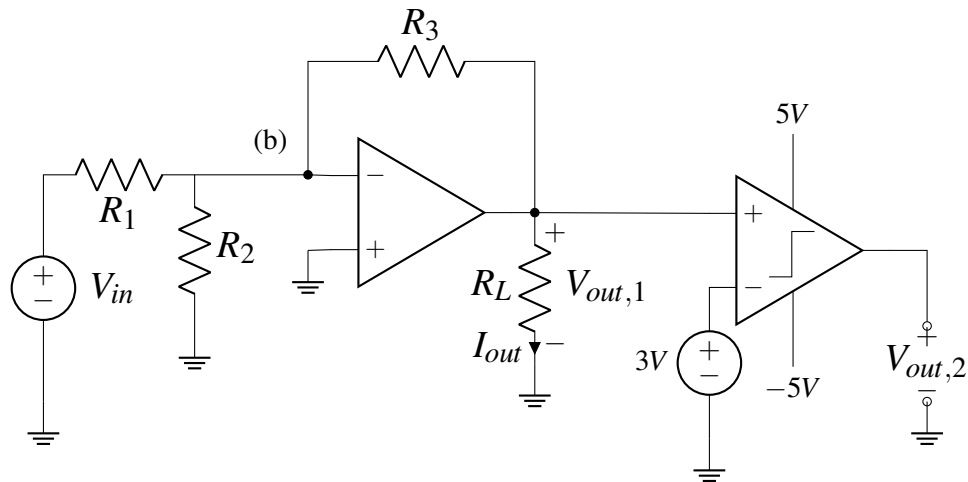 R3
(b)
5V
R1
R2
Vin
−
+
+
−
+
RL
Vout,1
Iout
−
+
−
3V
+
−
−5V
+
Vout,2
−